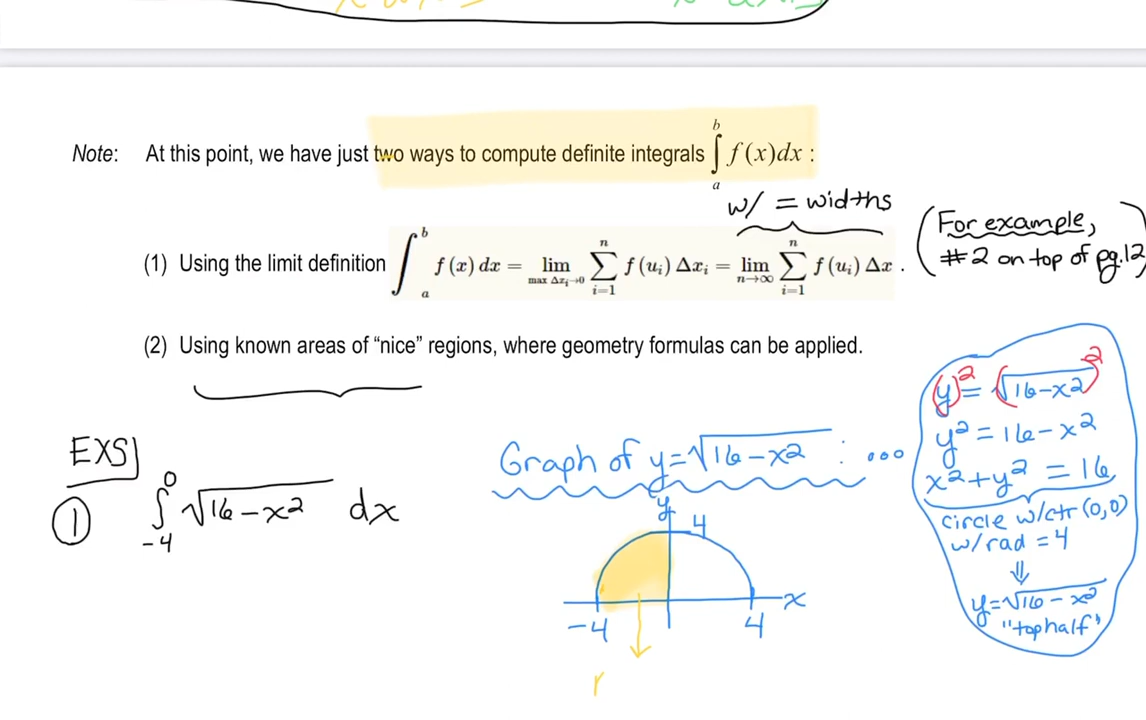 Note: At this point, we have just two ways to compute definite integrals ∫_a^b f(x)dx :
w/ = widths
(For example,
#2 on top of pg.12)
(1) Using the limit definition ∫_a^b f(x) dx = lim_{max Δx_i→0} ∑_{i=1}^n f(u_i) Δx_i = lim_{n→∞} ∑_{i=1}^n f(u_i) Δx .
(2) Using known areas of “nice” regions, where geometry formulas can be applied.
(y)² = (√16-x²)²
y² = 16-x²
x²+y² = 16
circle w/ctr (0,0)
w/rad = 4
⇓
y=√16-x²
"top half"
EXS
Graph of y=√16-x² : ...
① ∫_-4^0 √16-x² dx
y
4
x
-4
4
r